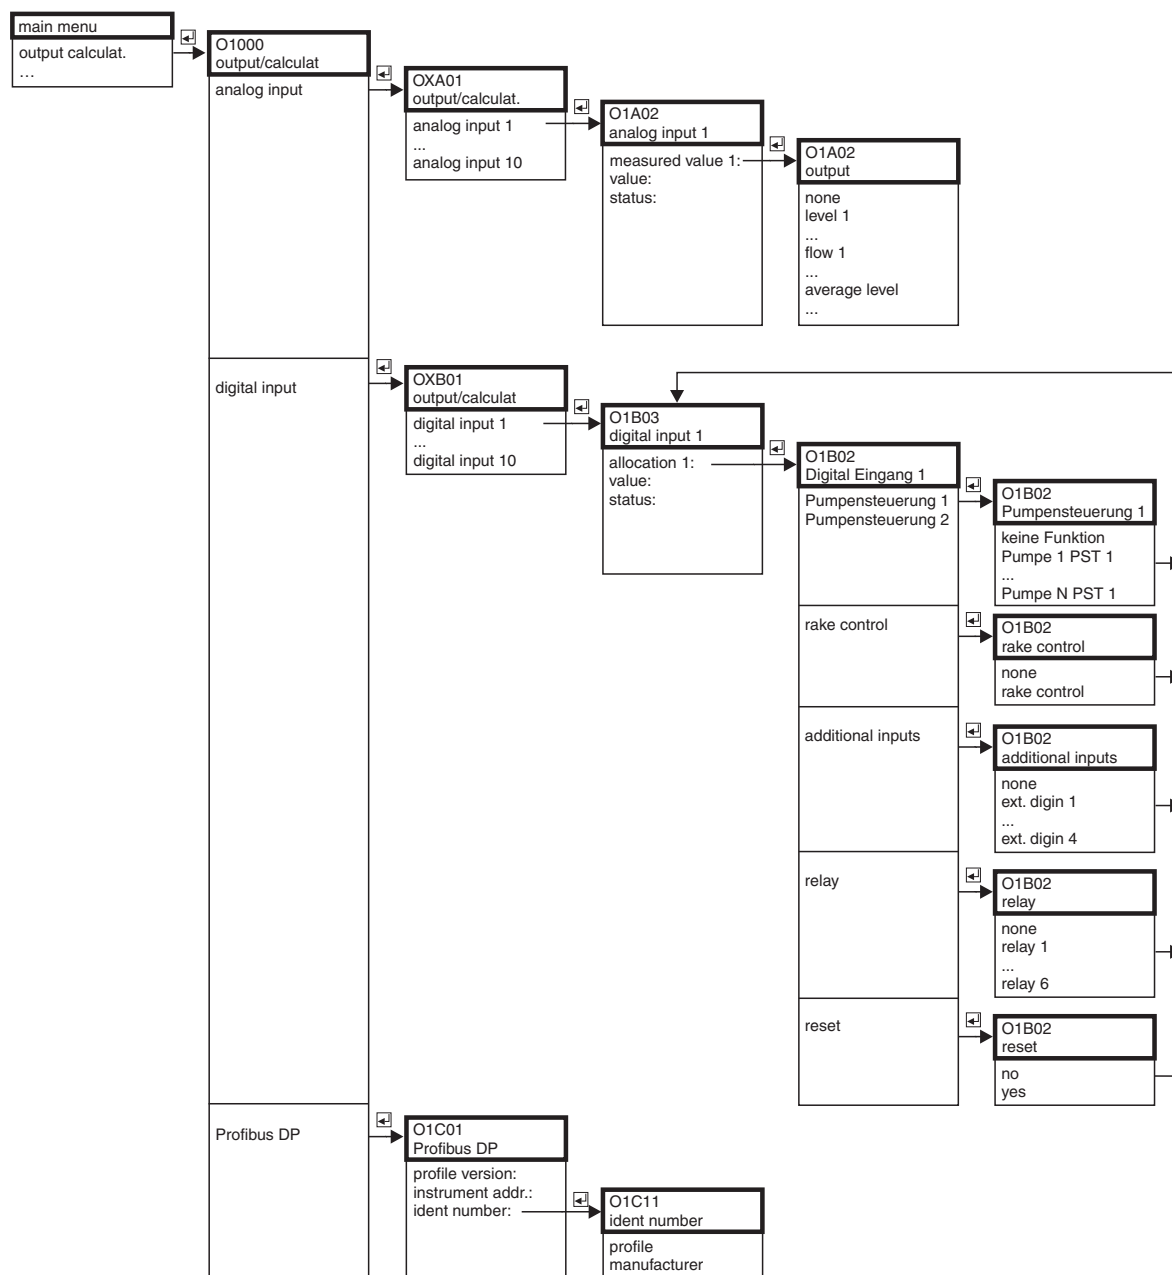 main menu
output calculat.
...
O1000
output/calculat
analog input
OXA01
output/calculat.
analog input 1
...
analog input 10
O1A02
analog input 1
measured value 1:
value:
status:
O1A02
output
none
level 1
...
flow 1
...
average level
...
digital input
OXB01
output/calculat
digital input 1
...
digital input 10
O1B03
digital input 1
allocation 1:
value:
status:
O1B02
Digital Eingang 1
Pumpensteuerung 1
Pumpensteuerung 2
O1B02
Pumpensteuerung 1
keine Funktion
Pumpe 1 PST 1
...
Pumpe N PST 1
rake control
O1B02
rake control
none
rake control
additional inputs
O1B02
additional inputs
none
ext. digin 1
...
ext. digin 4
relay
O1B02
relay
none
relay 1
...
relay 6
reset
O1B02
reset
no
yes
Profibus DP
O1C01
Profibus DP
profile version:
instrument addr.:
ident number:
O1C11
ident number
profile
manufacturer